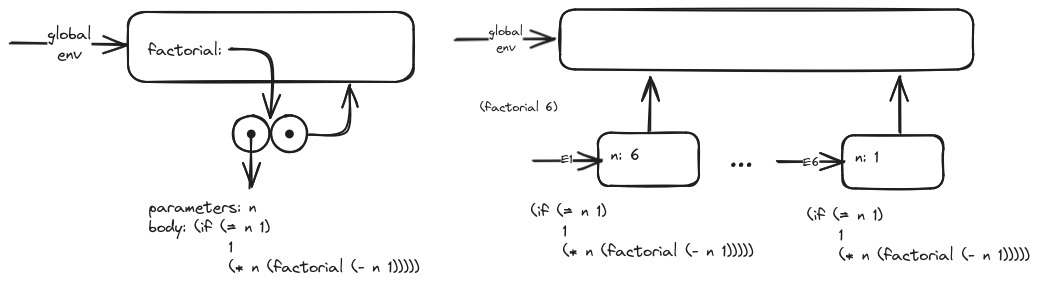 global
env
factorial:
parameters: n
body: (if (= n 1)
1
(* n (factorial (- n 1)))))
global
env
(factorial 6)
E1
n: 6
...
E6
n: 1
(if (= n 1)
1
(* n (factorial (- n 1)))))
(if (= n 1)
1
(* n (factorial (- n 1)))))